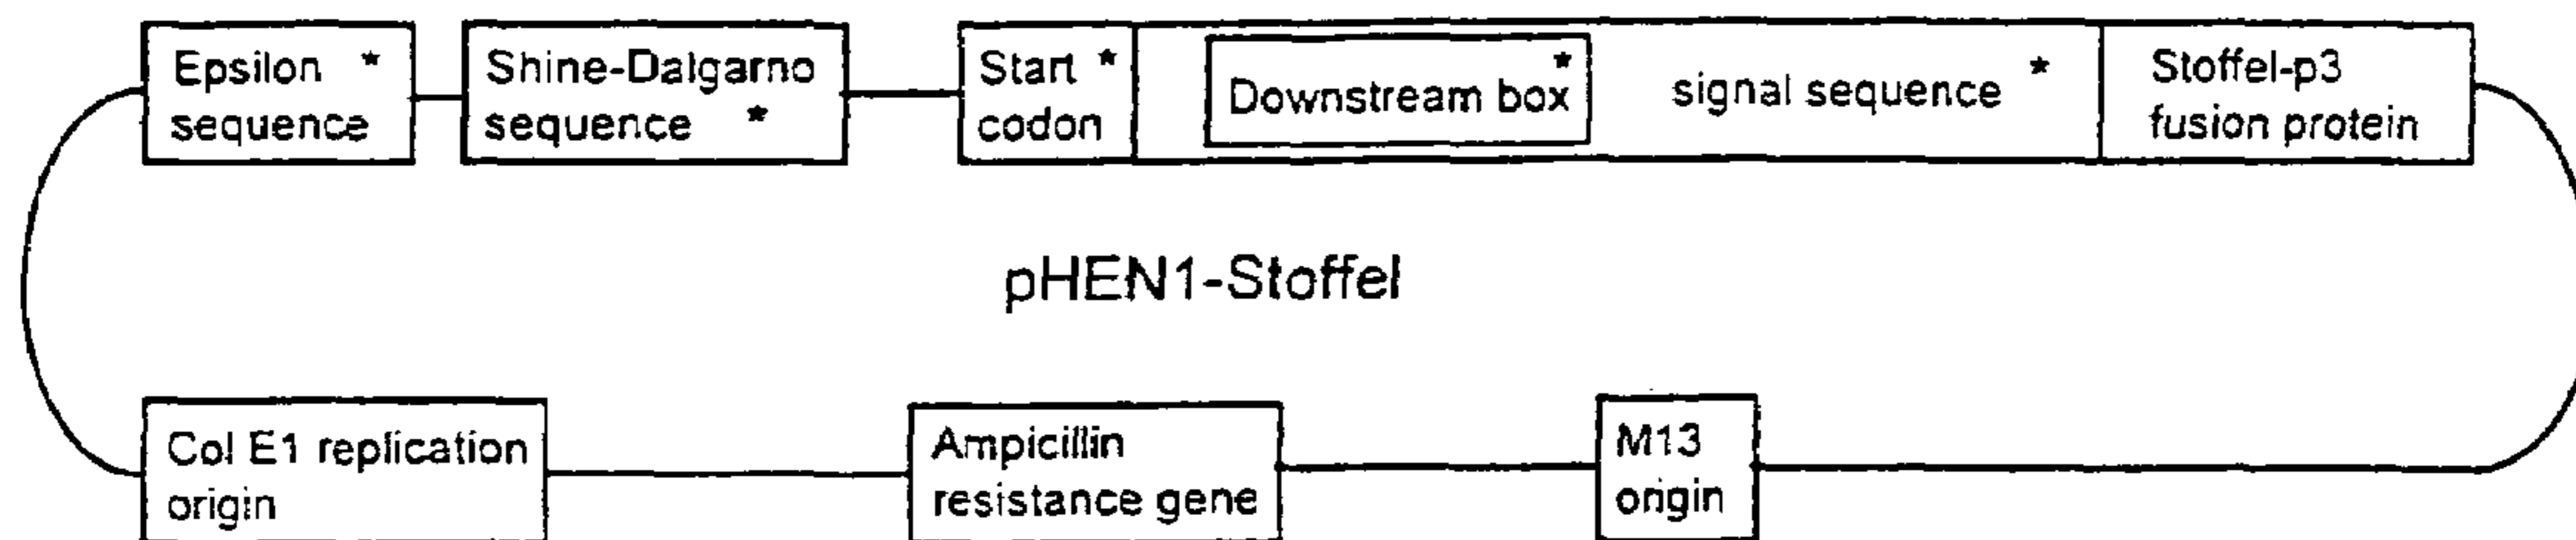 Epsilon *
sequence
Shine-Dalgarno
sequence *
Start *
codon
Downstream box *
signal sequence *
Stoffel-p3
fusion protein
pHEN1-Stoffel
Col E1 replication
origin
Ampicillin
resistance gene
M13
origin